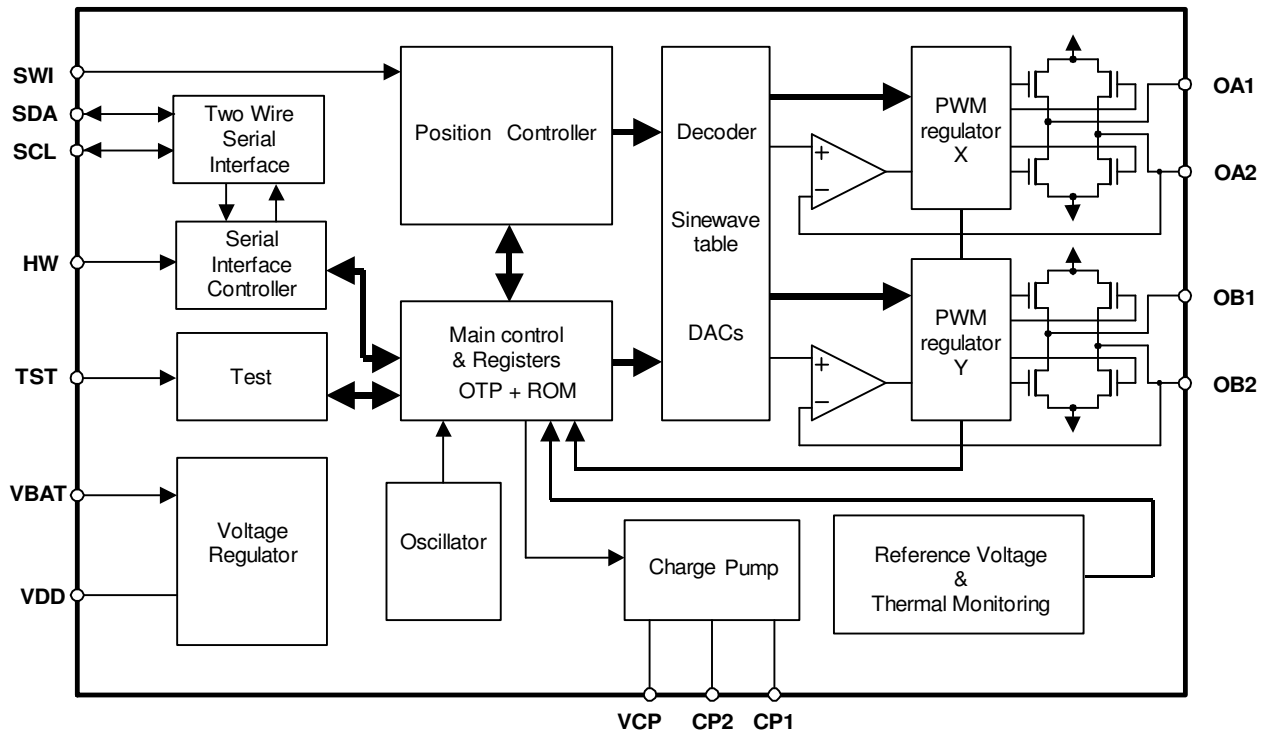 SWI
SDA
SCL
HW
TST
VBAT
VDD
Two Wire
Serial
Interface
Serial
Interface
Controller
Test
Voltage
Regulator
Position Controller
Main control
& Registers
OTP + ROM
Oscillator
Decoder
Sinewave
table
DACs
+
−
+
−
PWM
regulator
X
PWM
regulator
Y
Charge Pump
Reference Voltage
&
Thermal Monitoring
OA1
OA2
OB1
OB2
VCP
CP2
CP1